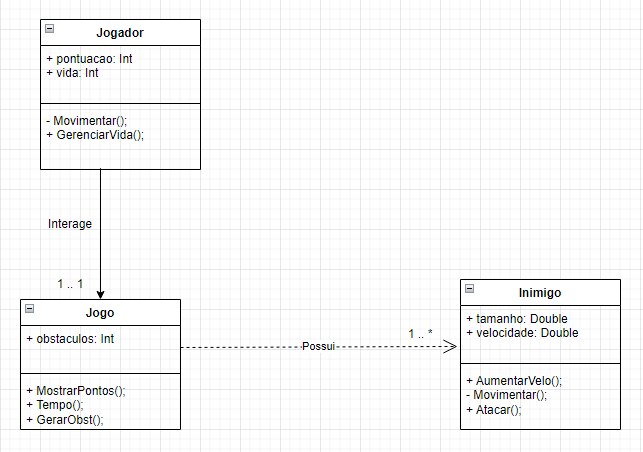 Jogador
+ pontuacao: Int
+ vida: Int
- Movimentar();
+ GerenciarVida();
Interage
1 .. 1
Jogo
+ obstaculos: Int
+ MostrarPontos();
+ Tempo();
+ GerarObst();
Possui
1 .. *
Inimigo
+ tamanho: Double
+ velocidade: Double
+ AumentarVelo();
- Movimentar();
+ Atacar();